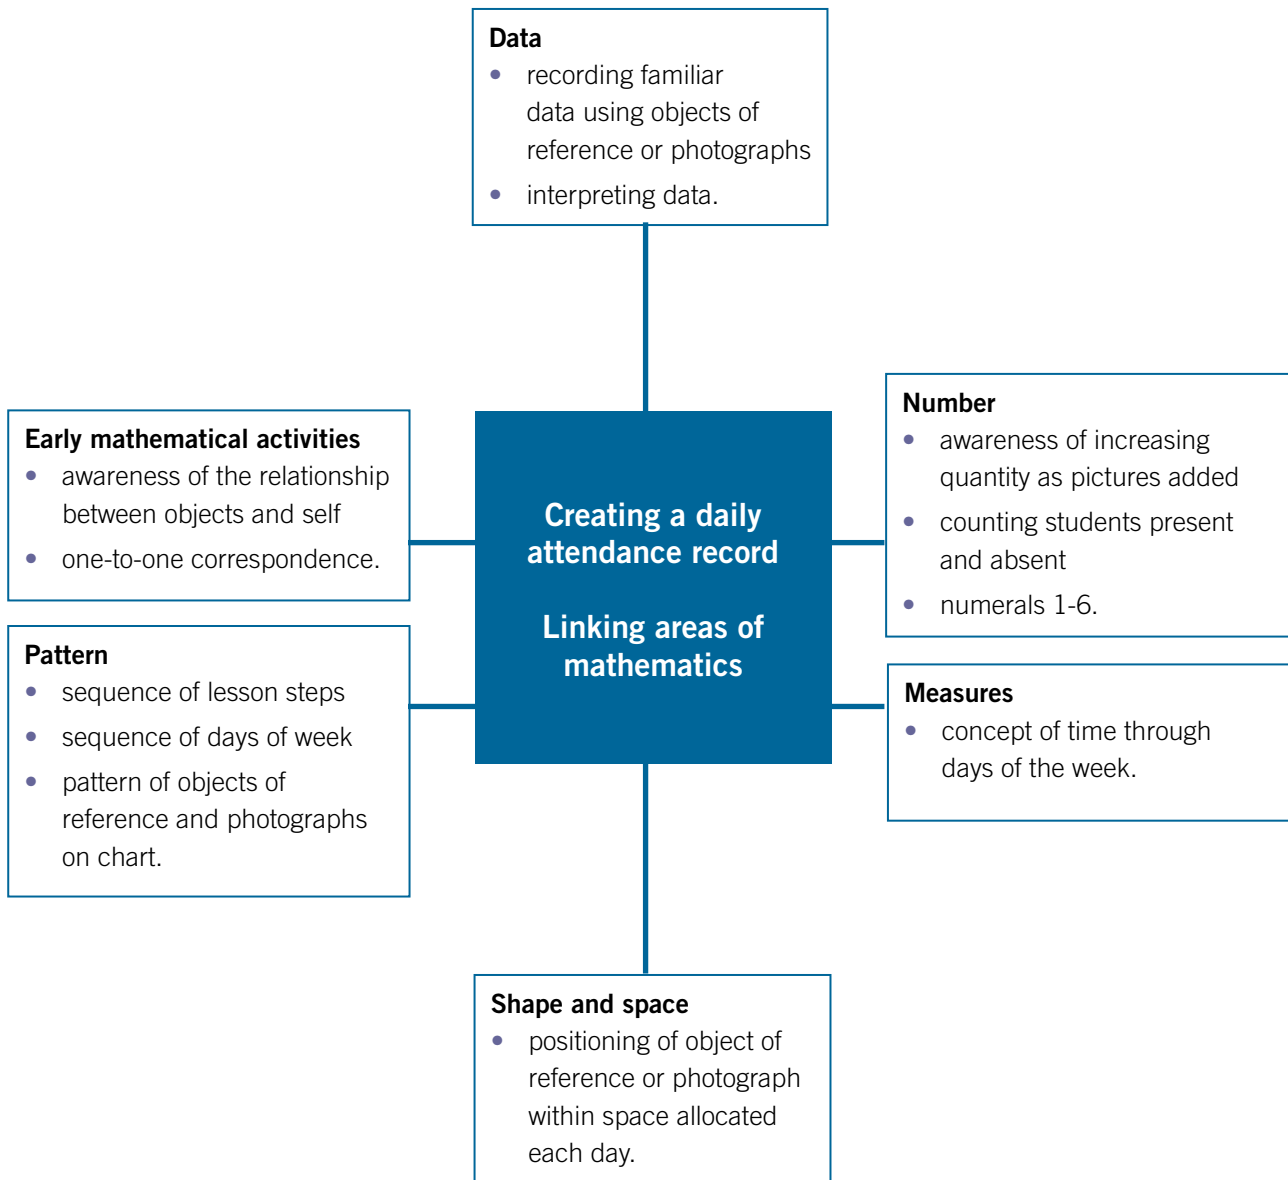 Data
• recording familiar
data using objects of
reference or photographs
• interpreting data.
Early mathematical activities
• awareness of the relationship
between objects and self
• one-to-one correspondence.
Pattern
• sequence of lesson steps
• sequence of days of week
• pattern of objects of
reference and photographs
on chart.
Creating a daily
attendance record
Linking areas of
mathematics
Number
• awareness of increasing
quantity as pictures added
• counting students present
and absent
• numerals 1-6.
Measures
• concept of time through
days of the week.
Shape and space
• positioning of object of
reference or photograph
within space allocated
each day.